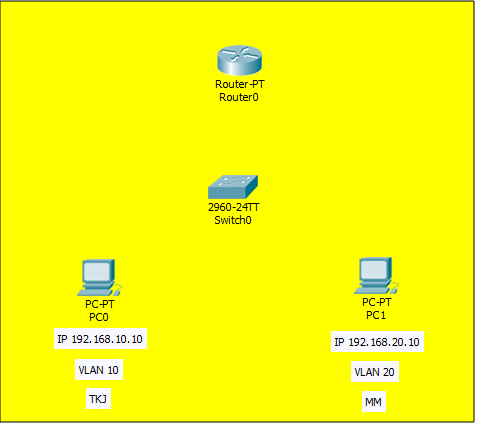 Router-PT
Router0
2960-24TT
Switch0
PC-PT
PC0
IP 192.168.10.10
VLAN 10
TKJ
PC-PT
PC1
IP 192.168.20.10
VLAN 20
MM